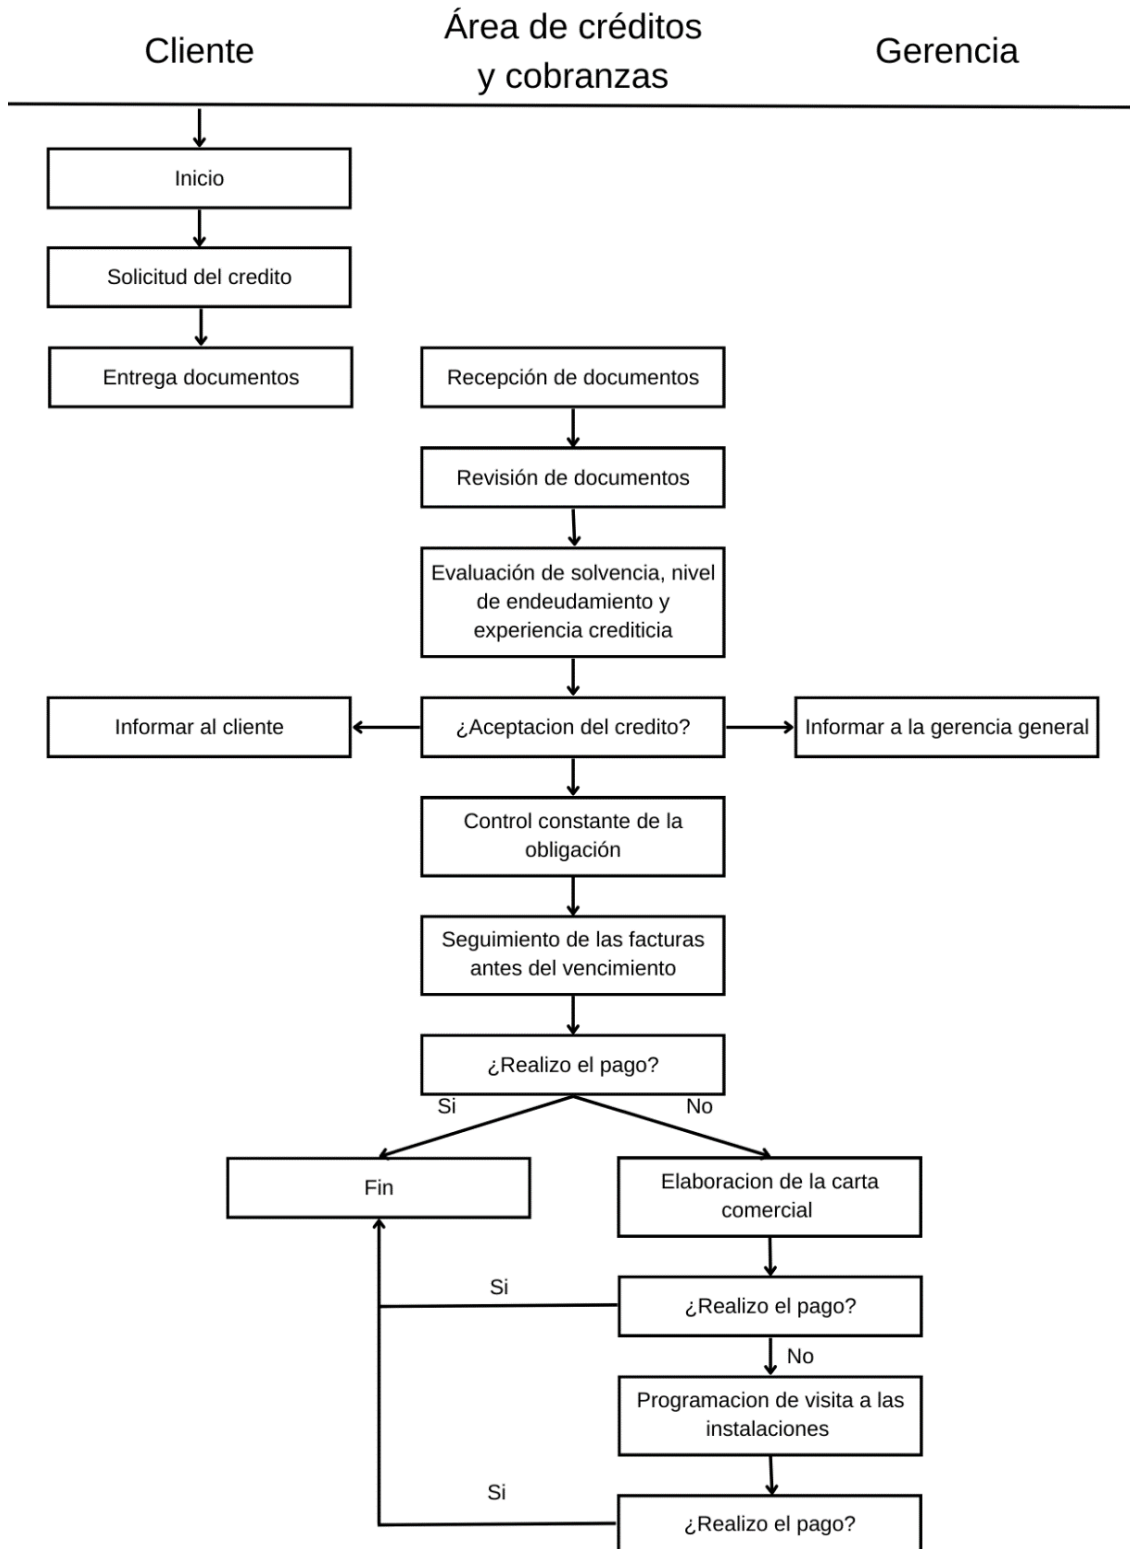 Cliente
Área de créditos
y cobranzas
Gerencia
Inicio
Solicitud del credito
Entrega documentos
Recepción de documentos
Revisión de documentos
Evaluación de solvencia, nivel
de endeudamiento y
experiencia crediticia
Informar al cliente
¿Aceptacion del credito?
Informar a la gerencia general
Control constante de la
obligación
Seguimiento de las facturas
antes del vencimiento
¿Realizo el pago?
Si
No
Fin
Elaboracion de la carta
comercial
Si
¿Realizo el pago?
No
Programacion de visita a las
instalaciones
Si
¿Realizo el pago?